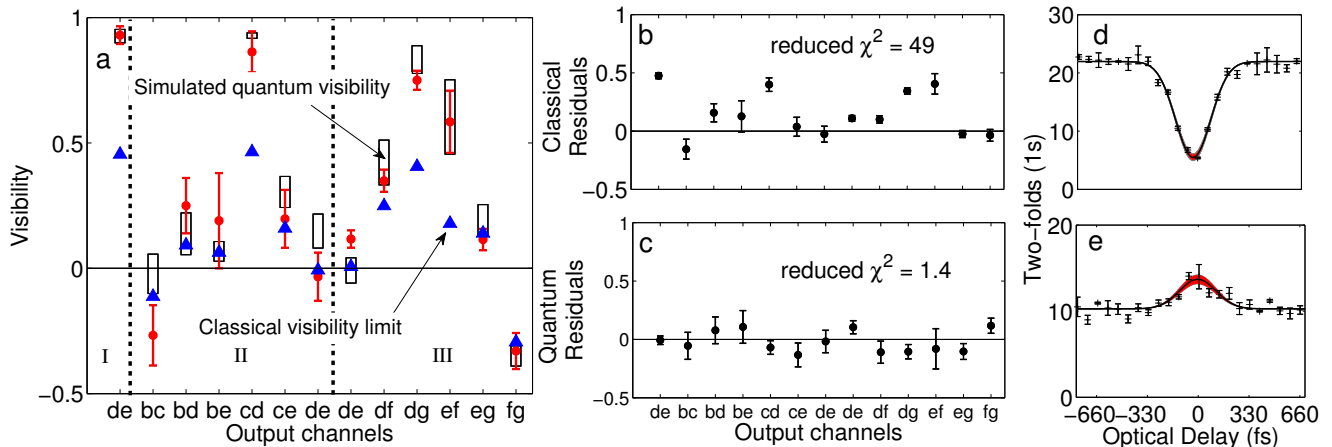 a
Visibility
1
0.5
0
−0.5
Simulated quantum visibility
Classical visibility limit
I
II
III
de bc bd be cd ce de de df dg ef eg fg
Output channels
b
reduced χ² = 49
Classical
Residuals
1
0.5
0
−0.5
c
reduced χ² = 1.4
Quantum
Residuals
1
0.5
0
−0.5
de bc bd be cd ce de de df dg ef eg fg
Output channels
d
Two−folds (1s)
30
20
10
0
e
20
10
0
−660 −330 0 330 660
Optical Delay (fs)